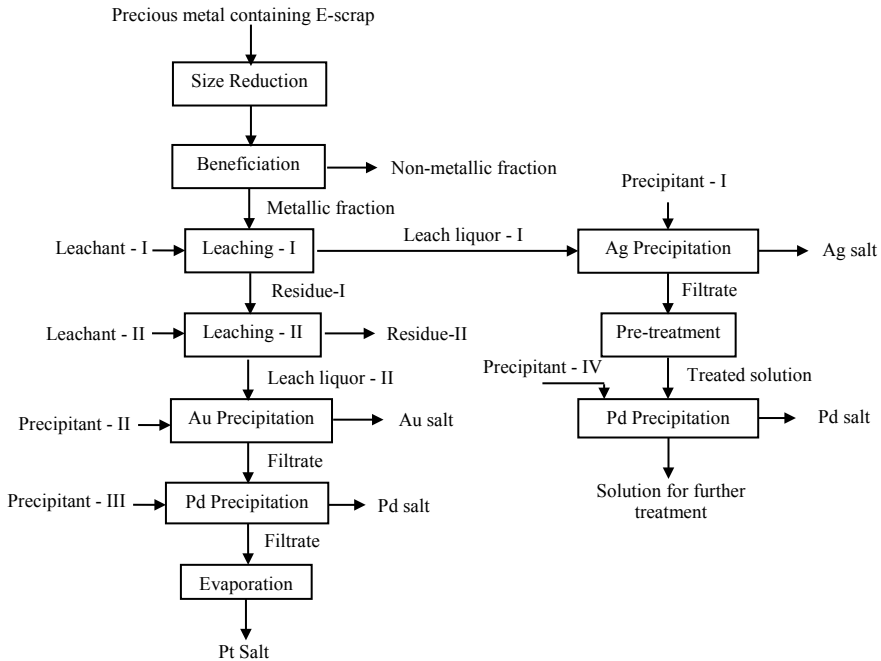 Precious metal containing E-scrap
Size Reduction
Beneficiation
Non-metallic fraction
Metallic fraction
Precipitant - I
Leachant - I
Leaching - I
Leach liquor - I
Ag Precipitation
Ag salt
Residue-I
Filtrate
Leachant - II
Leaching - II
Residue-II
Pre-treatment
Leach liquor - II
Precipitant - IV
Treated solution
Precipitant - II
Au Precipitation
Au salt
Pd Precipitation
Pd salt
Filtrate
Precipitant - III
Pd Precipitation
Pd salt
Solution for further
treatment
Filtrate
Evaporation
Pt Salt